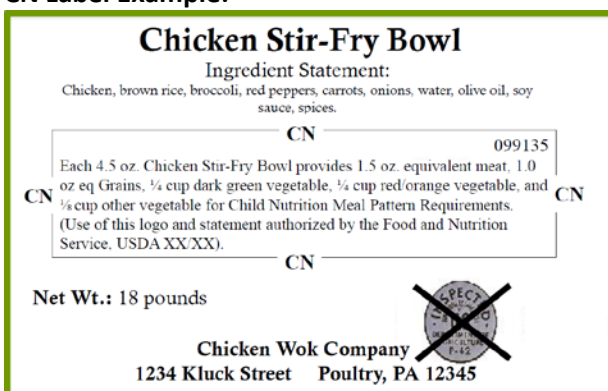 CN Label Example:
Chicken Stir-Fry Bowl
Ingredient Statement:
Chicken, brown rice, broccoli, red peppers, carrots, onions, water, olive oil, soy
sauce, spices.
CN
099135
Each 4.5 oz. Chicken Stir-Fry Bowl provides 1.5 oz. equivalent meat, 1.0
oz eq Grains, ¼ cup dark green vegetable, ¼ cup red/orange vegetable, and
CN CN
⅛ cup other vegetable for Child Nutrition Meal Pattern Requirements.
(Use of this logo and statement authorized by the Food and Nutrition
Service, USDA XX/XX).
CN
Net Wt.: 18 pounds
INSPECTED
P-42
Chicken Wok Company
1234 Kluck Street Poultry, PA 12345